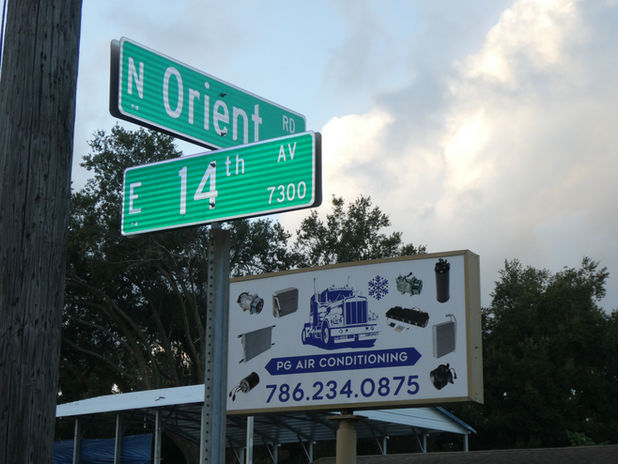 N Orient RD
E 14th AV
7300
PG AIR CONDITIONING
786.234.0875